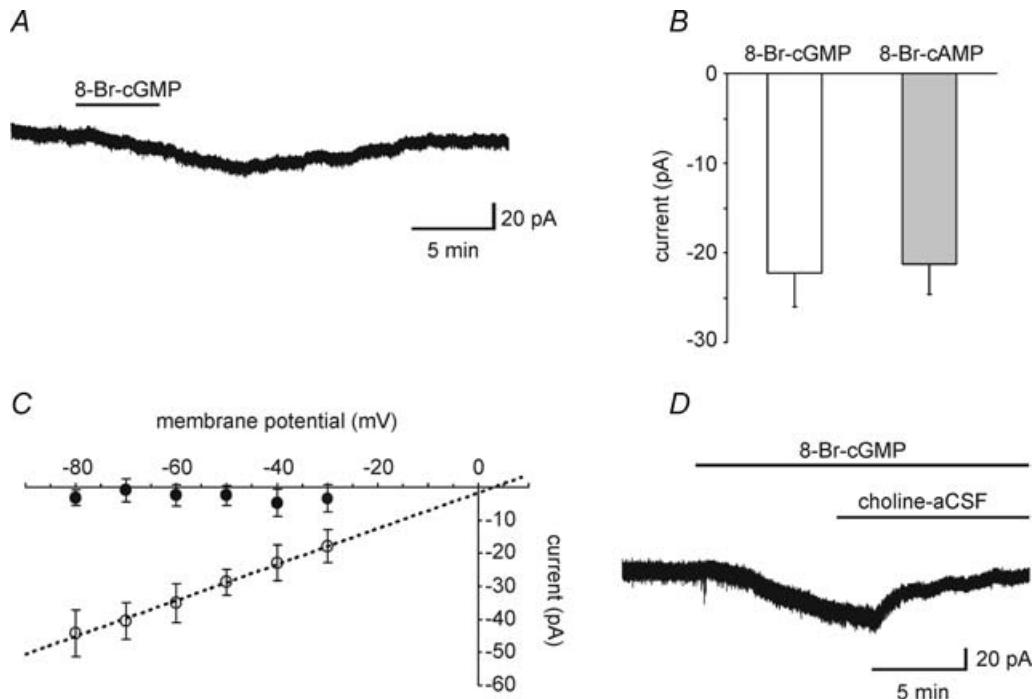 A
8-Br-cGMP
20 pA
5 min
B
8-Br-cGMP 8-Br-cAMP
0
-10
-20
-30
current (pA)
C
membrane potential (mV)
-80 -60 -40 -20 0
-10
-20
-30
-40
-50
-60
current (pA)
D
8-Br-cGMP
choline-aCSF
20 pA
5 min